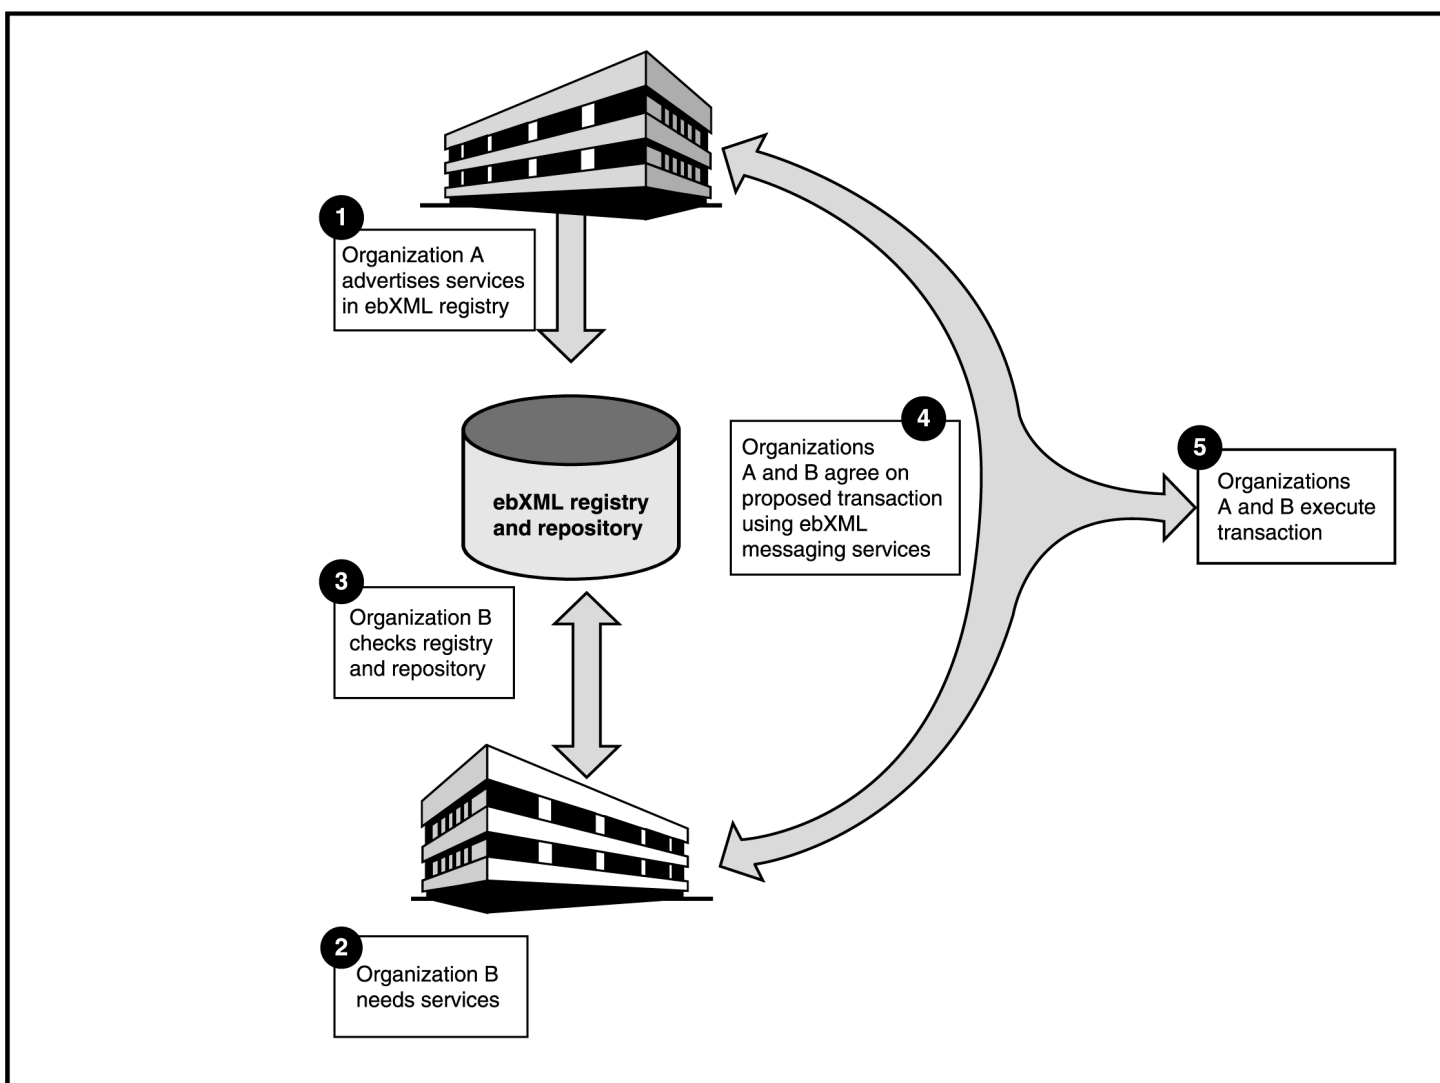 1
Organization A
advertises services
in ebXML registry
ebXML registry
and repository
4
Organizations
A and B agree on
proposed transaction
using ebXML
messaging services
5
Organizations
A and B execute
transaction
3
Organization B
checks registry
and repository
2
Organization B
needs services